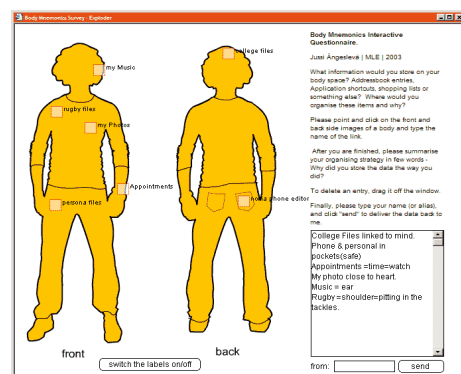 Body Mnemonics Survey - Exploder
my Music
rugby files
my Photos
Appointments
persona files
front
college files
nokia phone editor
back
switch the labels on/off
Body Mnemonics Interactive
Questionnaire.
Jussi Ängeslevä | MLE | 2003
What information would you store on your
body space? Addressbook entries,
Application shortcuts, shopping lists or
something else? Where would you
organise these items and why?
Please point and click on the front and
back side images of a body and type the
name of the link.
After you are finished, please summarise
your organising strategy in few words -
Why did you store the data the way you
did?
To delete an entry, drag it off the window.
Finally, please type your name (or alias),
and click "send" to deliver the data back to
me.
College Files linked to mind.
Phone & personal in
pockets(safe)
Appointments =time=watch
My photo close to heart.
Music = ear
Rugby =shoulder=pitting in the
tackles.
from:
send